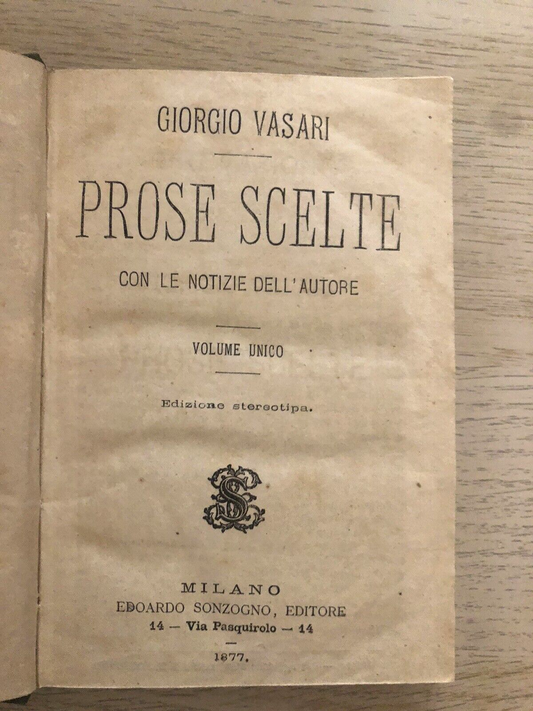 GIORGIO VASARI
PROSE SCELTE
CON LE NOTIZIE DELL'AUTORE
VOLUME UNICO
Edizione stereotipa.
MILANO
EDOARDO SONZOGNO, EDITORE
14 — Via Pasquirolo — 14
1877.